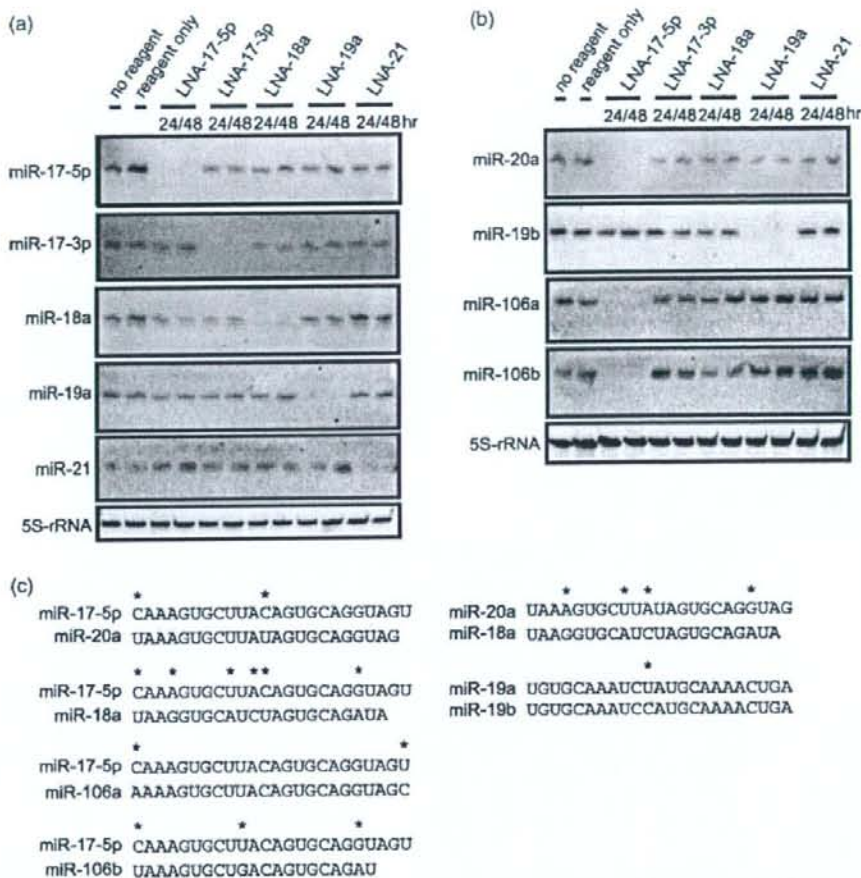 (a)
no reagent
reagent only
LNA-17-5p
LNA-17-3p
LNA-18a
LNA-19a
LNA-21
24/48 24/48 24/48 24/48 24/48 hr
miR-17-5p
miR-17-3p
miR-18a
miR-19a
miR-21
5S-rRNA
(b)
no reagent
reagent only
LNA-17-5p
LNA-17-3p
LNA-18a
LNA-19a
LNA-21
24/48 24/48 24/48 24/48 24/48 hr
miR-20a
miR-19b
miR-106a
miR-106b
5S-rRNA
(c)
* *
miR-17-5p CAAAGUGCUUACAGUGCAGGUAGU
miR-20a UAAAGUGCUUAUAGUGCAGGUAG
* * * ** *
miR-17-5p CAAAGUGCUUACAGUGCAGGUAGU
miR-18a UAAGGUGCAUCUAGUGCAGAUA
* *
miR-17-5p CAAAGUGCUUACAGUGCAGGUAGU
miR-106a AAAAGUGCUUACAGUGCAGGUAGC
* * *
miR-17-5p CAAAGUGCUUACAGUGCAGGUAGU
miR-106b UAAAGUGCUGACAGUGCAGAU
* * * *
miR-20a UAAAGUGCUUAUAGUGCAGGUAG
miR-18a UAAGGUGCAUCUAGUGCAGAUA
*
miR-19a UGUGCAAAUCUAUGCAAAACUGA
miR-19b UGUGCAAAUCCAUGCAAAACUGA